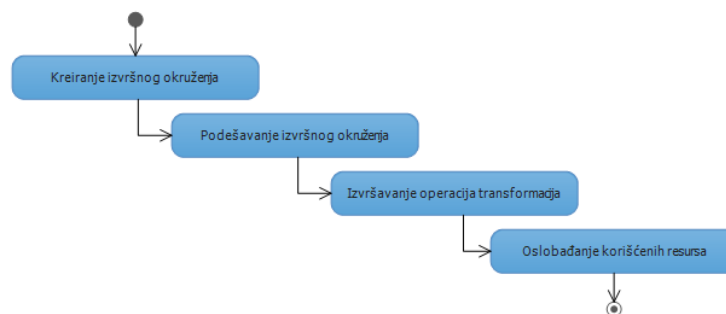 Kreiranje izvršnog okruženja
Podešavanje izvršnog okruženja
Izvršavanje operacija transformacija
Oslobađanje korišćenih resursa